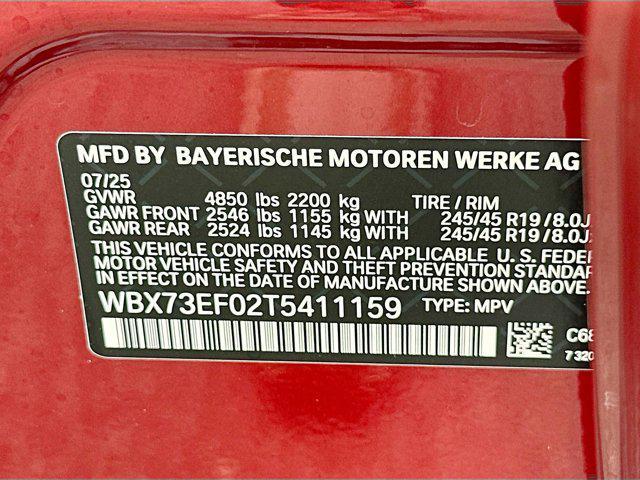 MFD BY BAYERISCHE MOTOREN WERKE AG
07/25
GVWR 4850 lbs 2200 kg TIRE / RIM
GAWR FRONT 2546 lbs 1155 kg WITH 245/45 R19 /8.0J
GAWR REAR 2524 lbs 1145 kg WITH 245/45 R19 /8.0J
THIS VEHICLE CONFORMS TO ALL APPLICABLE U. S.
MOTOR VEHICLE SAFETY AND THEFT PREVENTION
IN EFFECT ON THE DATE OF MANUFACTURE SHOWN ABOVE.
WBX73EF02T5411159 TYPE: MPV